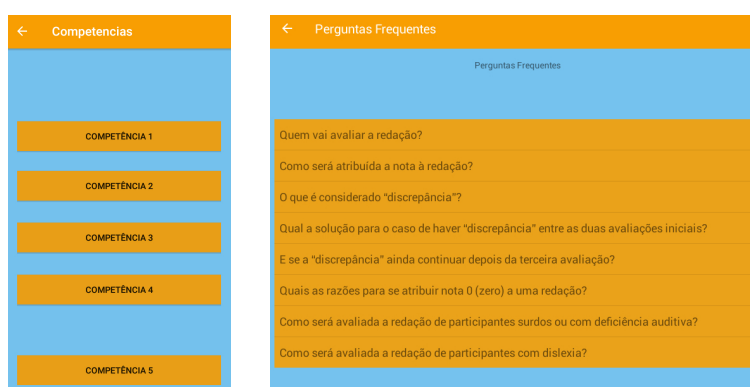 Competencias
COMPETÊNCIA 1
COMPETÊNCIA 2
COMPETÊNCIA 3
COMPETÊNCIA 4
COMPETÊNCIA 5
Perguntas Frequentes
Perguntas Frequentes
Quem vai avaliar a redação?
Como será atribuída a nota à redação?
O que é considerado “discrepância”?
Qual a solução para o caso de haver “discrepância” entre as duas avaliações iniciais?
E se a “discrepância” ainda continuar depois da terceira avaliação?
Quais as razões para se atribuir nota 0 (zero) a uma redação?
Como será avaliada a redação de participantes surdos ou com deficiência auditiva?
Como será avaliada a redação de participantes com dislexia?